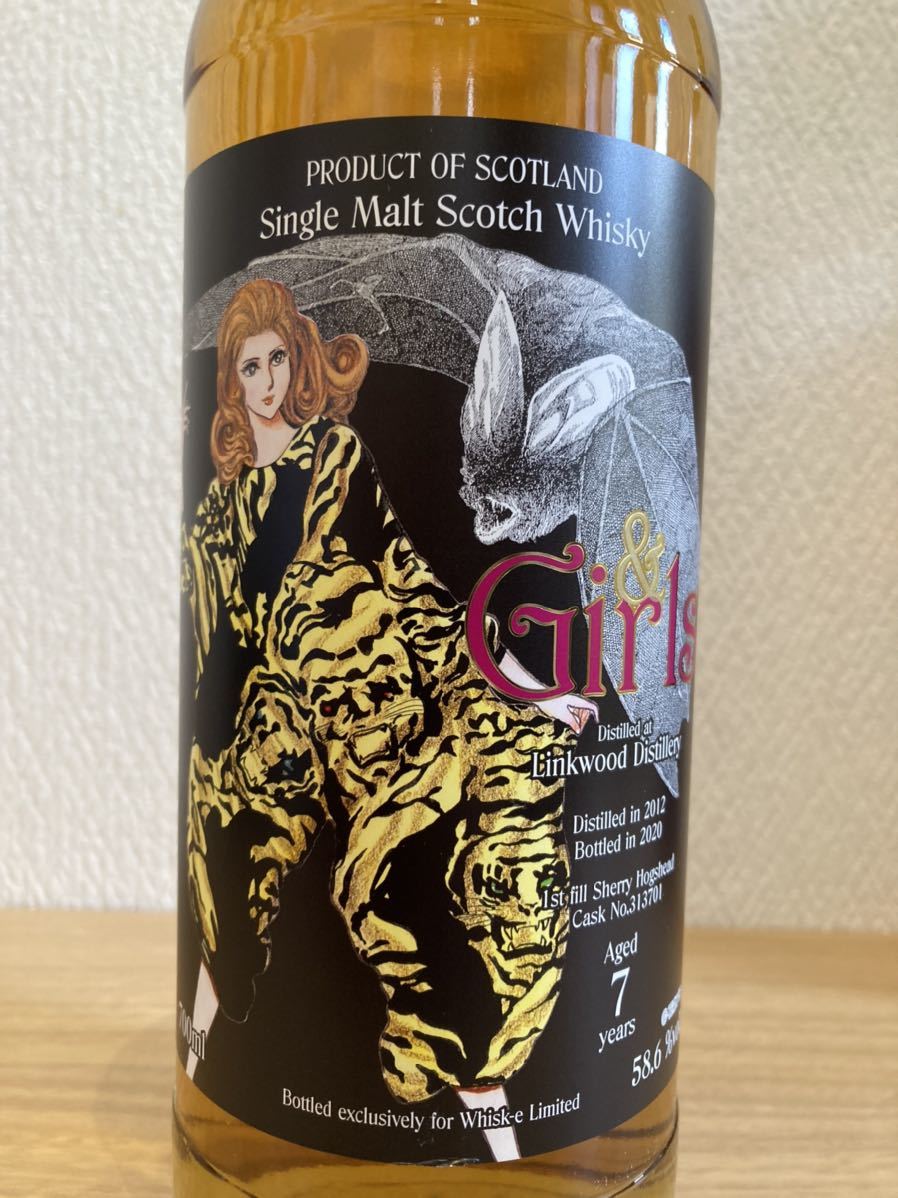 PRODUCT OF SCOTLAND
Single Malt Scotch Whisky
&
Girls
Distilled at
Linkwood Distillery
Distilled in 2012
Bottled in 2020
1st fill Sherry Hogshead
Cask No.313701
Aged
7
years
700ml
58.6 %
Bottled exclusively for Whisk-e Limited